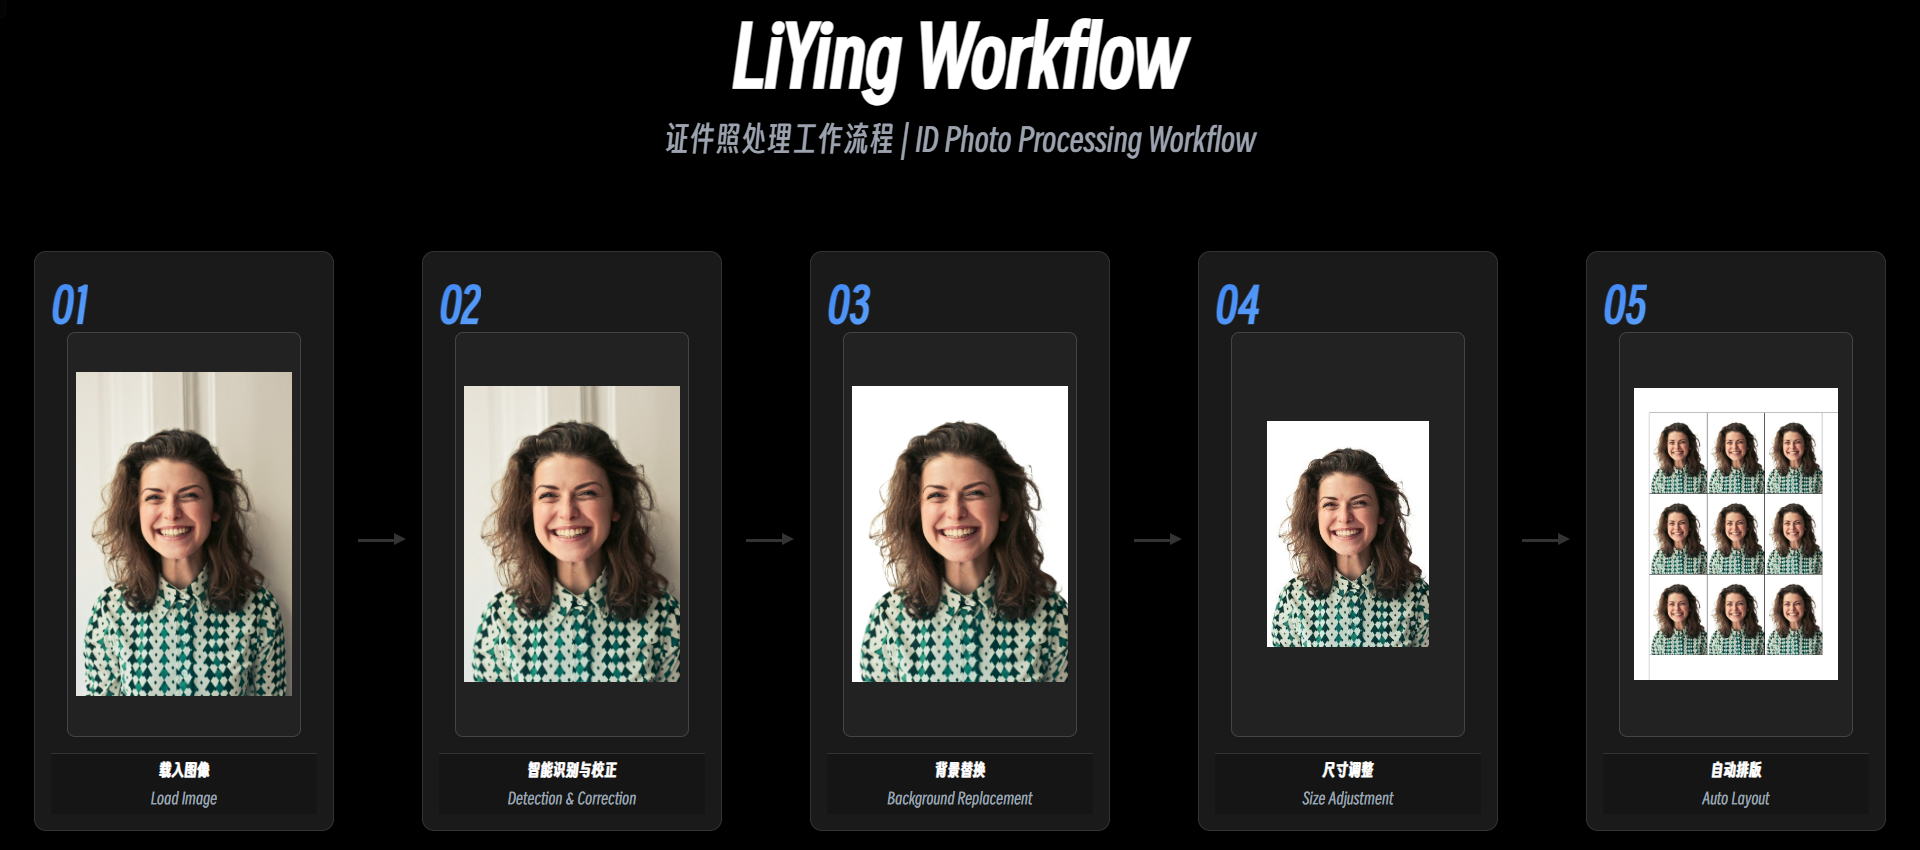 LiYing Workflow
证件照处理工作流程 | ID Photo Processing Workflow
01
载入图像
Load Image
02
智能识别与校正
Detection & Correction
03
背景替换
Background Replacement
04
尺寸调整
Size Adjustment
05
自动排版
Auto Layout